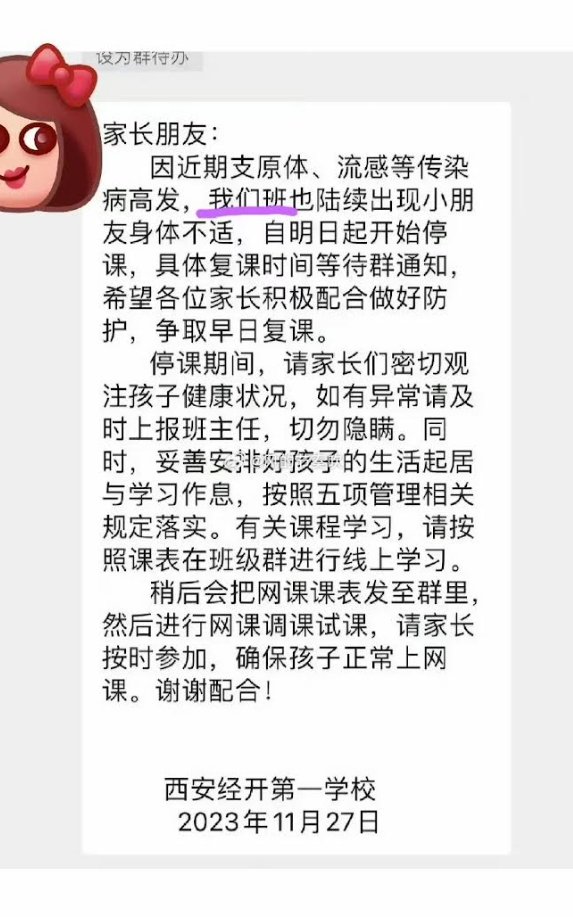 设为群待办
家长朋友：
因近期支原体、流感等传染
病高发，我们班也陆续出现小朋
友身体不适，自明日起开始停
课，具体复课时间等待群通知，
希望各位家长积极配合做好防
护，争取早日复课。
停课期间，请家长们密切观
注孩子健康状况，如有异常请及
时上报班主任，切勿隐瞒。同
时，妥善安排好孩子的生活起居
与学习作息，按照五项管理相关
规定落实。有关课程学习，请按
照课表在班级群进行线上学习。
稍后会把网课课表发至群里，
然后进行网课调课试课，请家长
按时参加，确保孩子正常上网
课。谢谢配合！
西安经开第一学校
2023年11月27日